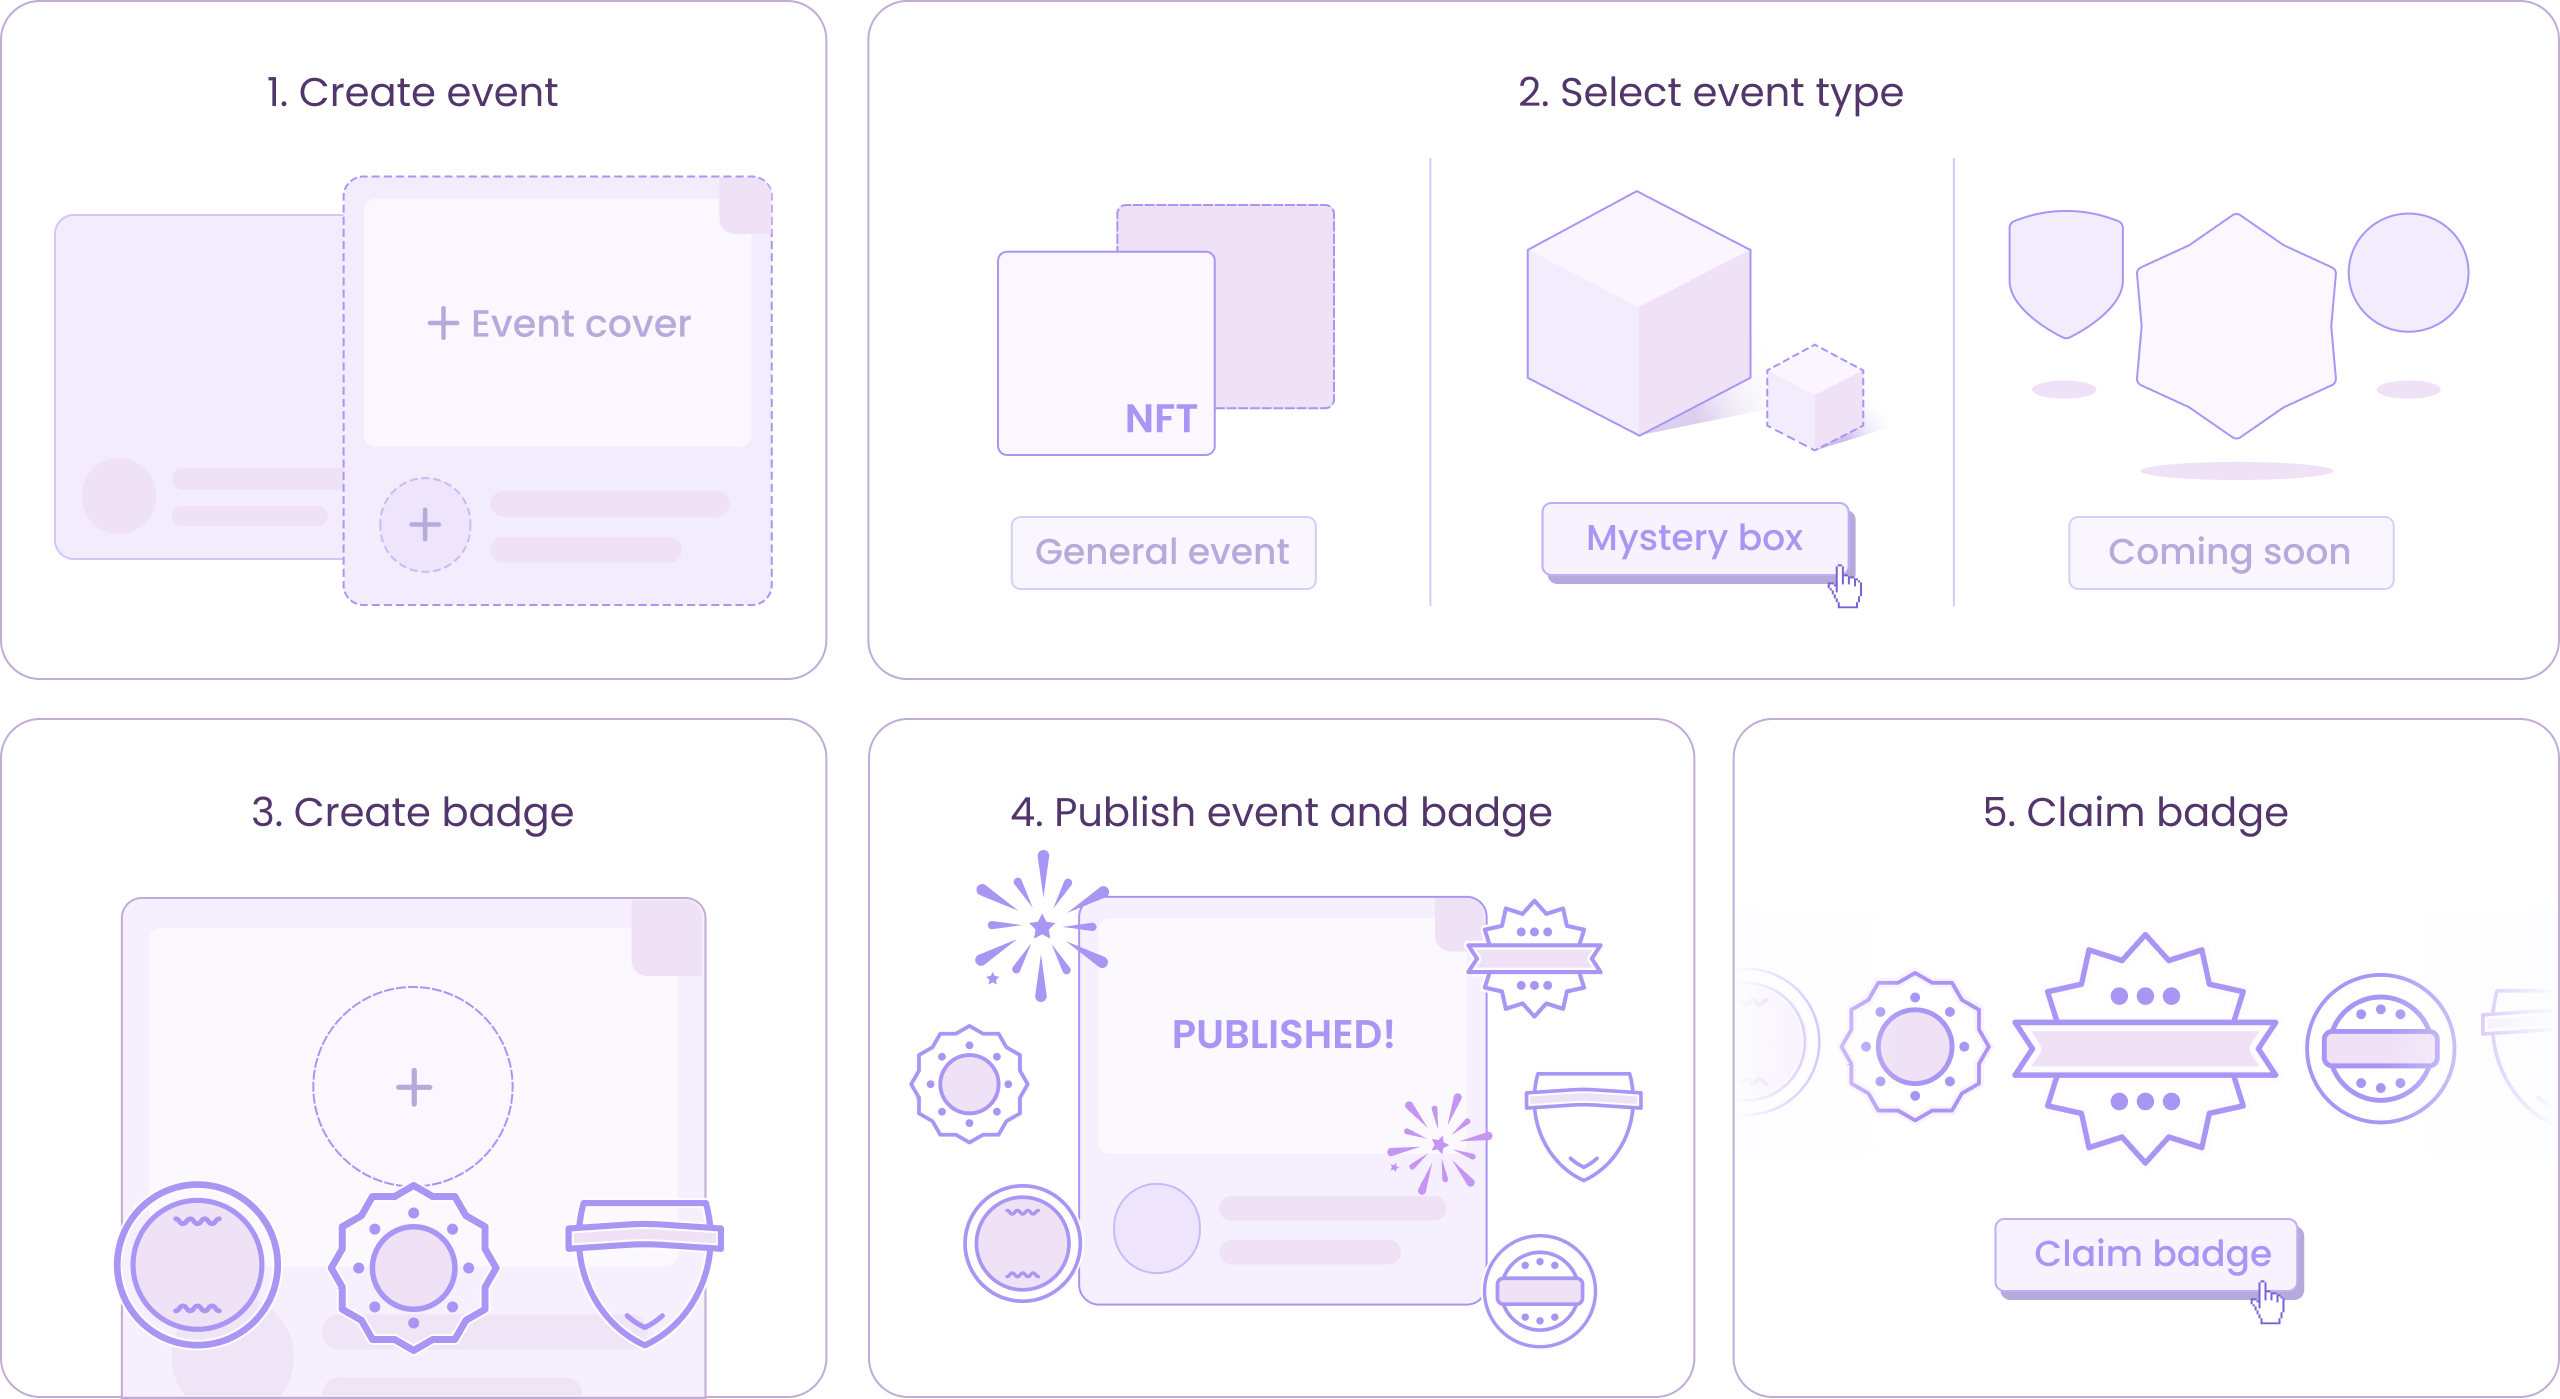 1. Create event
+ Event cover
2. Select event type
NFT
General event
Mystery box
Coming soon
3. Create badge
4. Publish event and badge
PUBLISHED!
5. Claim badge
Claim badge